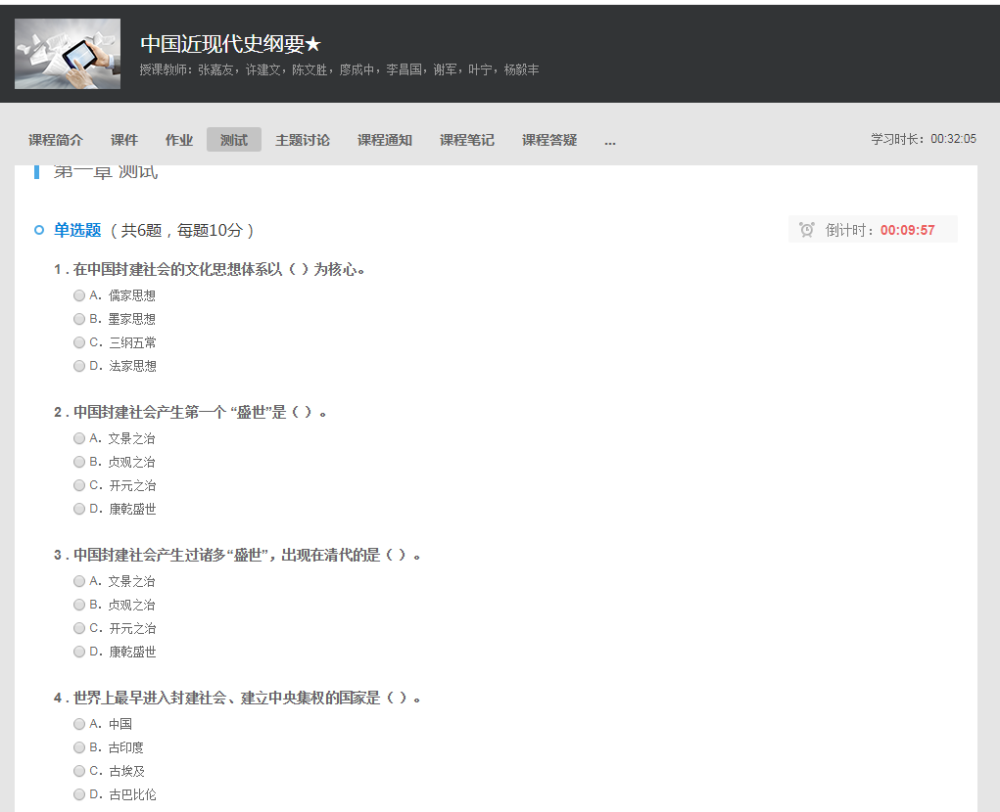 中国近现代史纲要★
授课教师：张嘉友，许建文，陈文胜，廖成中，李昌国，谢军，叶宁，杨毅丰
课程简介 课件 作业 测试 主题讨论 课程通知 课程笔记 课程答疑 ... 学习时长：00:32:05
第一章 测试
单选题 （ 共6题，每题10分 ） 倒计时：00:09:57
1 . 在中国封建社会的文化思想体系以（ ）为核心。
A. 儒家思想
B. 墨家思想
C. 三纲五常
D. 法家思想
2 . 中国封建社会产生第一个 “盛世”是（ ）。
A. 文景之治
B. 贞观之治
C. 开元之治
D. 康乾盛世
3 . 中国封建社会产生过诸多“盛世”，出现在清代的是（ ）。
A. 文景之治
B. 贞观之治
C. 开元之治
D. 康乾盛世
4 . 世界上最早进入封建社会、建立中央集权的国家是（ ）。
A. 中国
B. 古印度
C. 古埃及
D. 古巴比伦